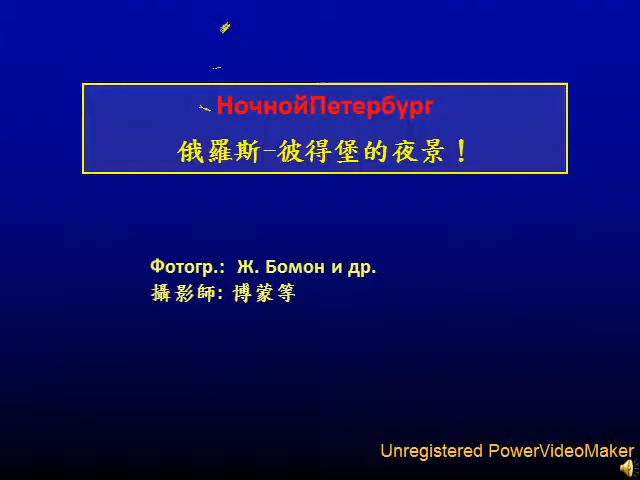 НочнойПетербург
俄羅斯-彼得堡的夜景！
Фотогр.: Ж. Бомон и др.
攝影師: 博蒙等
Unregistered PowerVideoMaker